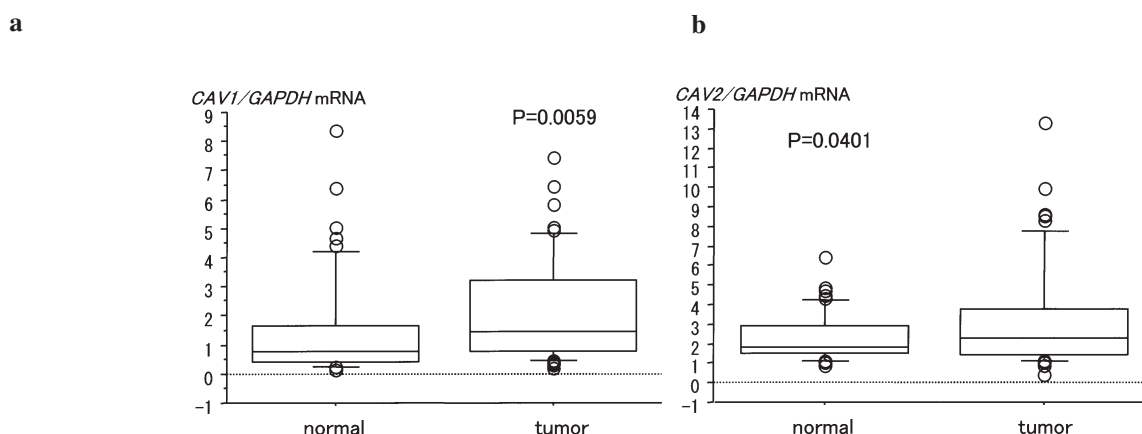 a
b
CAV1/GAPDH mRNA
P=0.0059
9
8
7
6
5
4
3
2
1
0
-1
normal
tumor
CAV2/GAPDH mRNA
P=0.0401
14
13
12
11
10
9
8
7
6
5
4
3
2
1
0
-1
normal
tumor